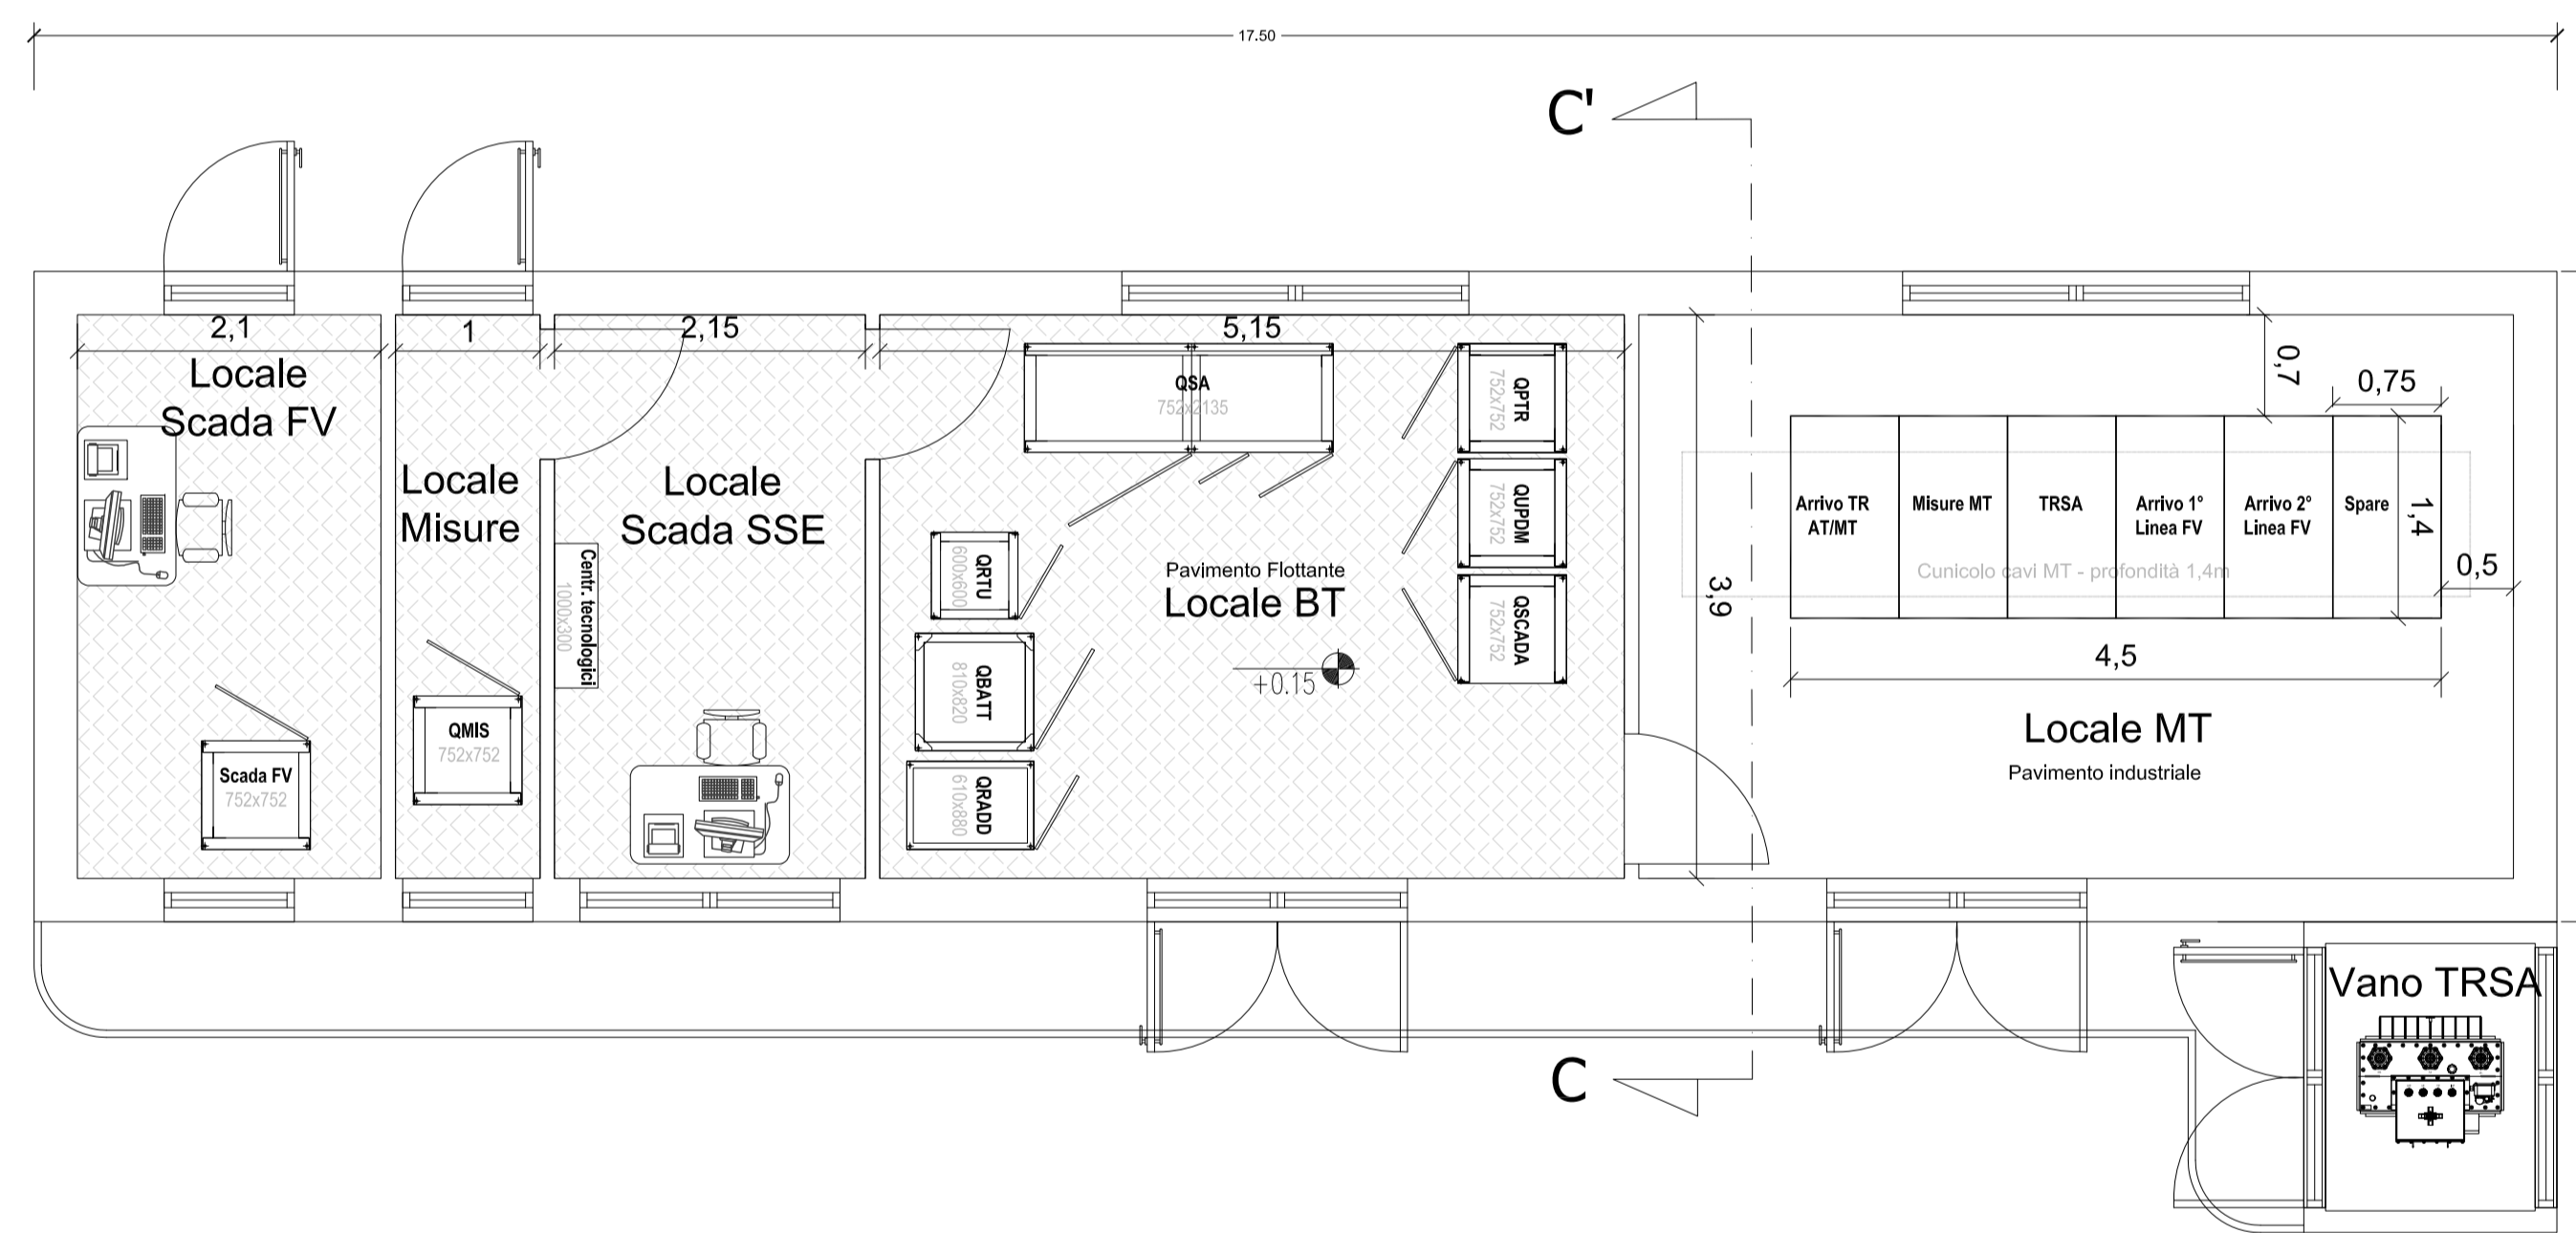 17.50
C'
2,1
1
2,15
5,15
Locale
Scada FV
Locale
Misure
Locale
Scada SSE
QSA
752x2135
QPTR
752x752
QUPDM
752x752
QSCADA
752x752
QRTU
600x600
QBATT
810x820
QRADD
610x880
Centr. tecnologici
1000x300
Pavimento Flottante
Locale BT
+0.15
QMIS
752x752
Scada FV
752x752
0,7
0,75
Arrivo TR
AT/MT
Misure MT
TRSA
Arrivo 1°
Linea FV
Arrivo 2°
Linea FV
Spare
1,4
Cunicolo cavi MT - profondità 1,4m
0,5
3,9
4,5
Locale MT
Pavimento industriale
Vano TRSA
C